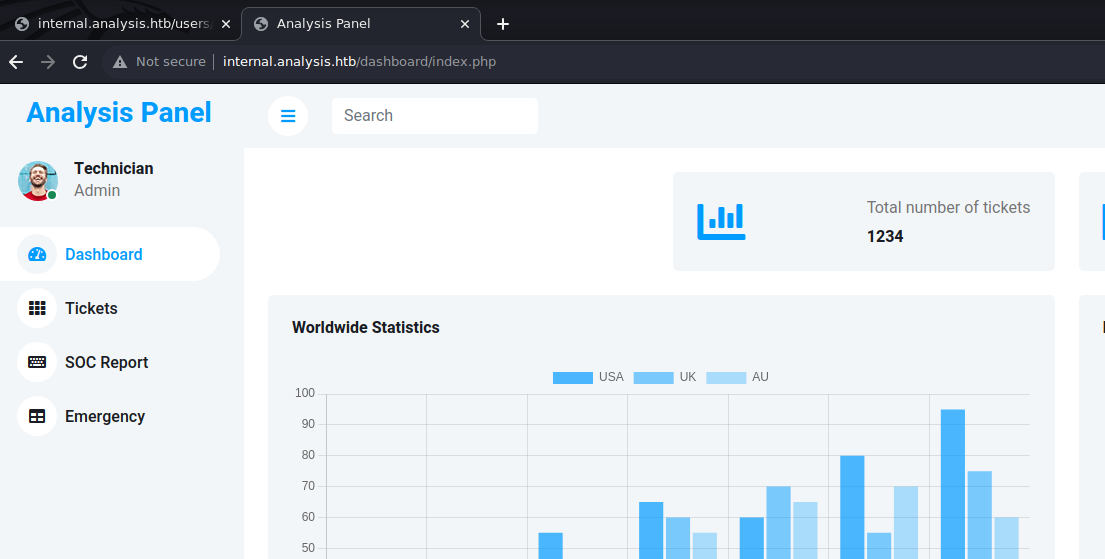 internal.analysis.htb/users/
Analysis Panel
Not secure
internal.analysis.htb/dashboard/index.php
Analysis Panel
Search
Technician
Admin
Dashboard
Tickets
SOC Report
Emergency
Total number of tickets
1234
Worldwide Statistics
USA UK AU
100
90
80
70
60
50